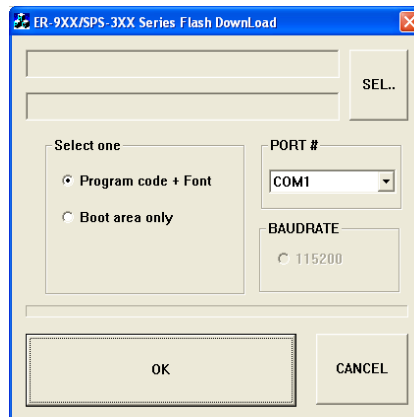 ER-9XX/SPS-3XX Series Flash DownLoad
SEL..
Select one
Program code + Font
Boot area only
PORT #
COM1
BAUDRATE
115200
OK
CANCEL